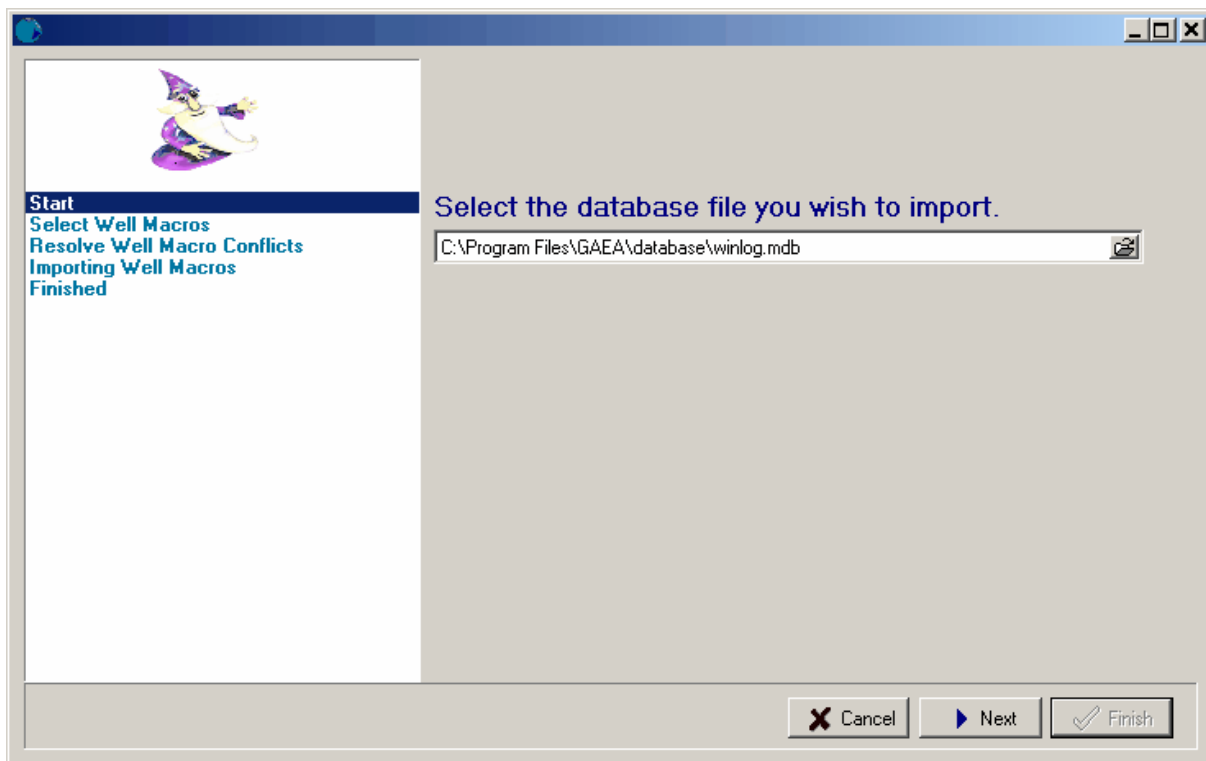 Start
Select Well Macros
Resolve Well Macro Conflicts
Importing Well Macros
Finished
Select the database file you wish to import.
C:\Program Files\GAEA\database\winlog.mdb
Cancel
Next
Finish